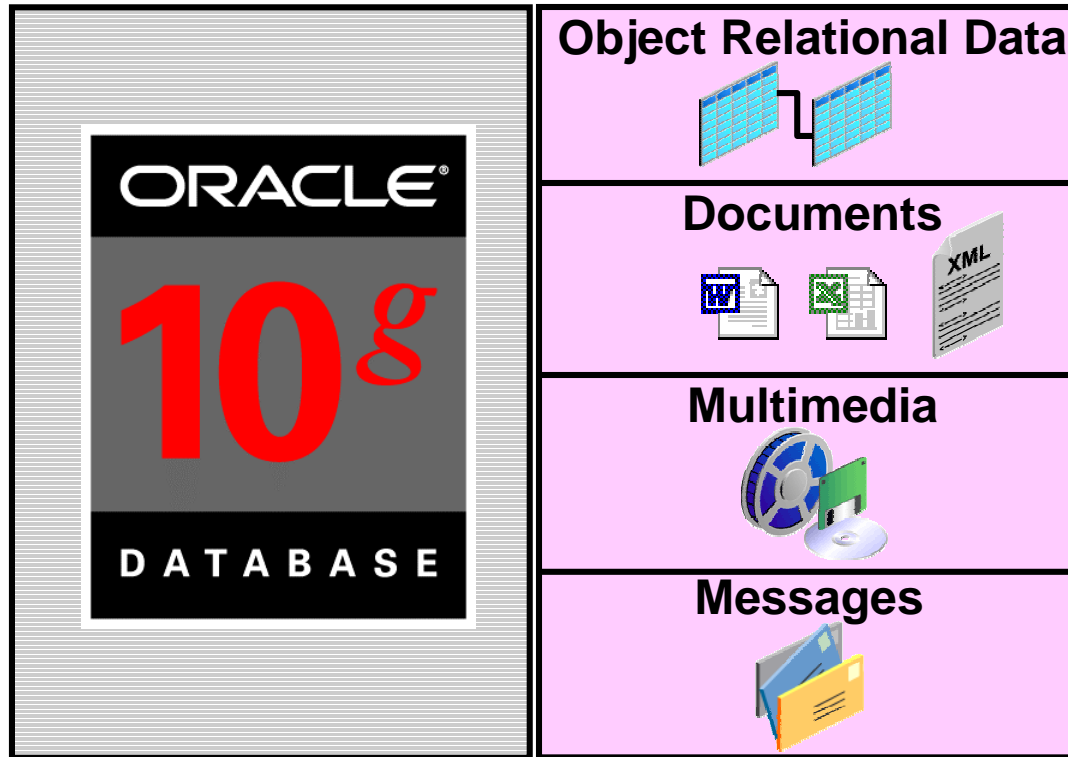 ORACLE®
10g
DATABASE
Object Relational Data
Documents
W
X
XML
Multimedia
Messages